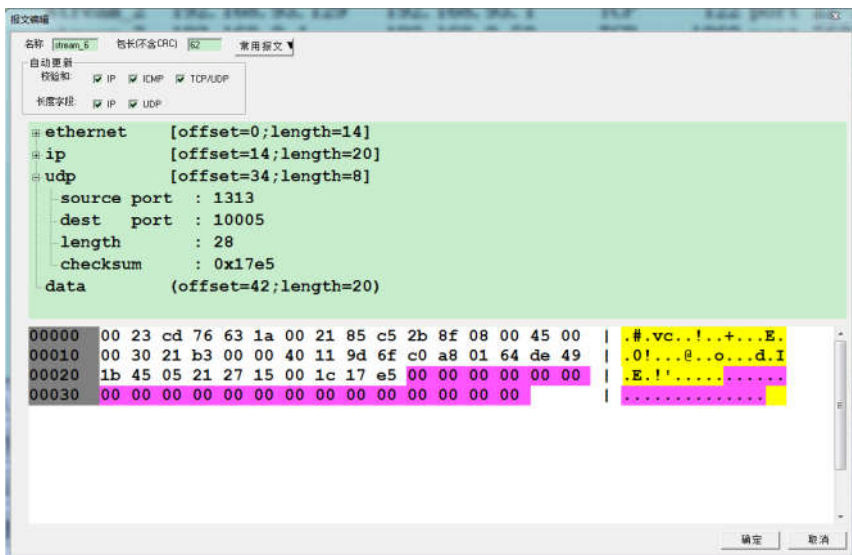 报文编辑
名称 stream_6 包长(不含CRC) 62 常用报文
自动更新
校验和: IP ICMP TCP/UDP
长度字段: IP UDP
ethernet [offset=0;length=14]
ip [offset=14;length=20]
udp [offset=34;length=8]
source port : 1313
dest port : 10005
length : 28
checksum : 0x17e5
data (offset=42;length=20)
00000 00 23 cd 76 63 1a 00 21 85 c5 2b 8f 08 00 45 00 | .#.vc..!..+...E.
00010 00 30 21 b3 00 00 40 11 9d 6f c0 a8 01 64 de 49 | .0!...@..o...d.I
00020 1b 45 05 21 27 15 00 1c 17 e5 00 00 00 00 00 00 | .E.!'...........
00030 00 00 00 00 00 00 00 00 00 00 00 00 00 00 | ..............
确定 取消